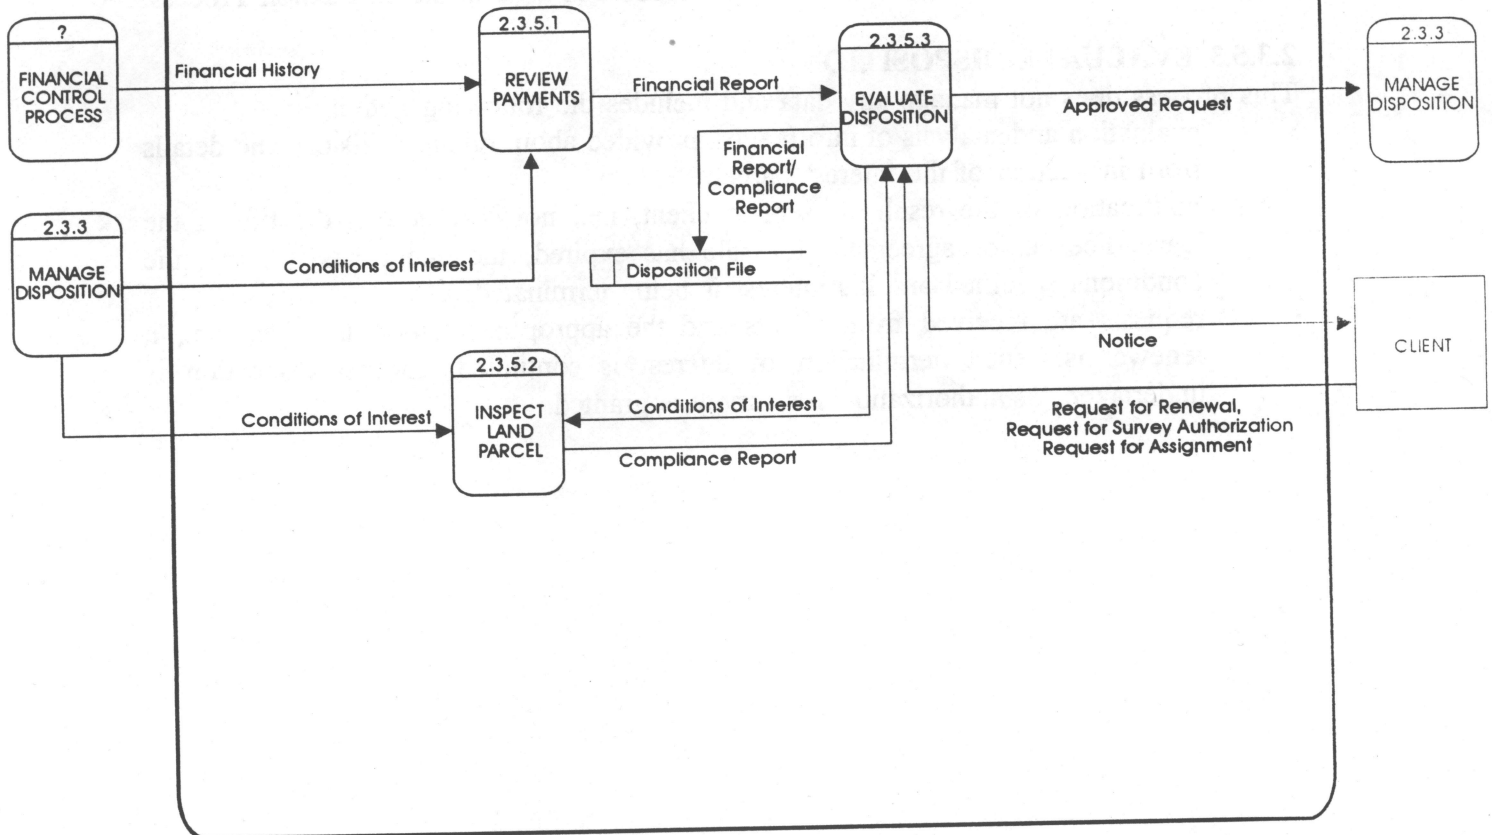 ?
FINANCIAL
CONTROL
PROCESS
Financial History
2.3.5.1
REVIEW
PAYMENTS
Financial Report
2.3.5.3
EVALUATE
DISPOSITION
Approved Request
2.3.3
MANAGE
DISPOSITION
Financial
Report/
Compliance
Report
Disposition File
2.3.3
MANAGE
DISPOSITION
Conditions of Interest
Notice
CLIENT
2.3.5.2
INSPECT
LAND
PARCEL
Conditions of Interest
Conditions of Interest
Compliance Report
Request for Renewal,
Request for Survey Authorization
Request for Assignment